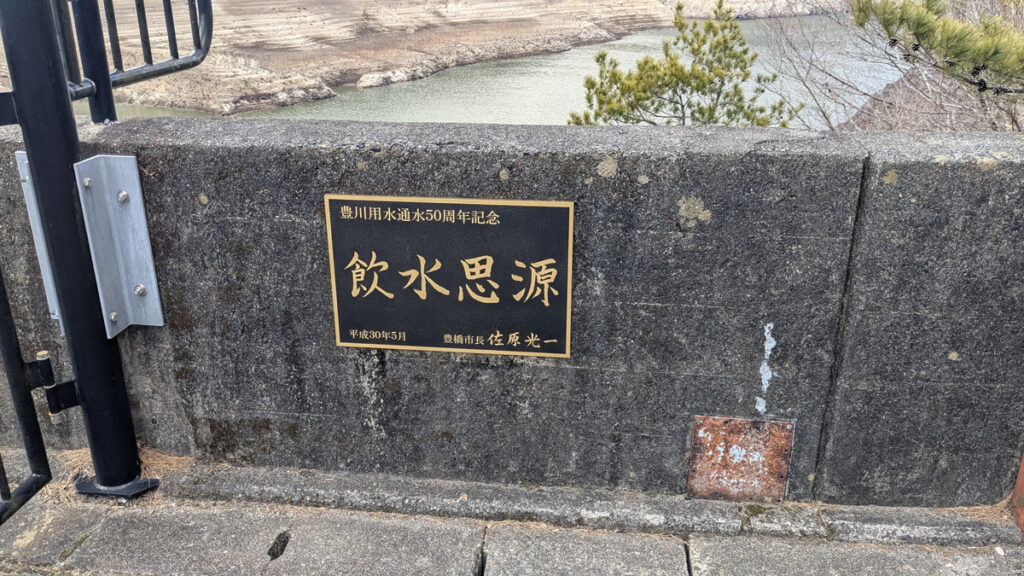 豊川用水通水50周年記念
飲水思源
平成30年5月
豊橋市長 佐原光一